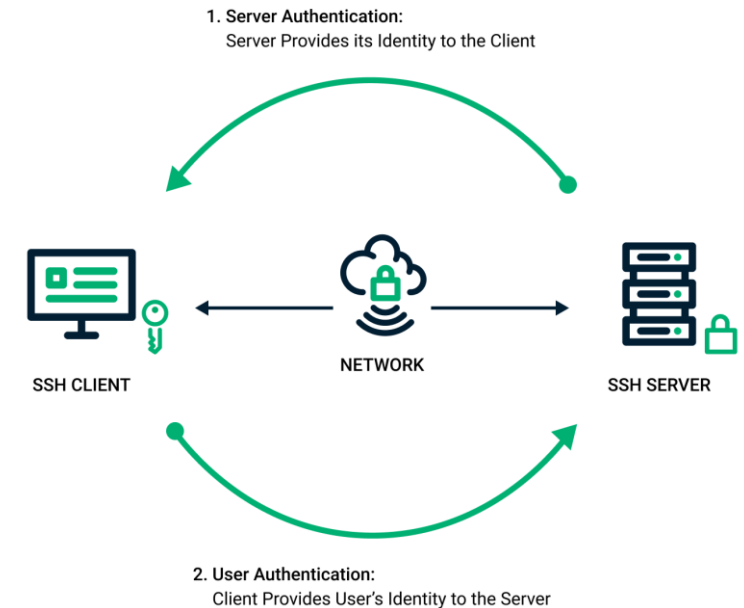 1. Server Authentication:
Server Provides its Identity to the Client
NETWORK
SSH CLIENT
SSH SERVER
2. User Authentication:
Client Provides User's Identity to the Server